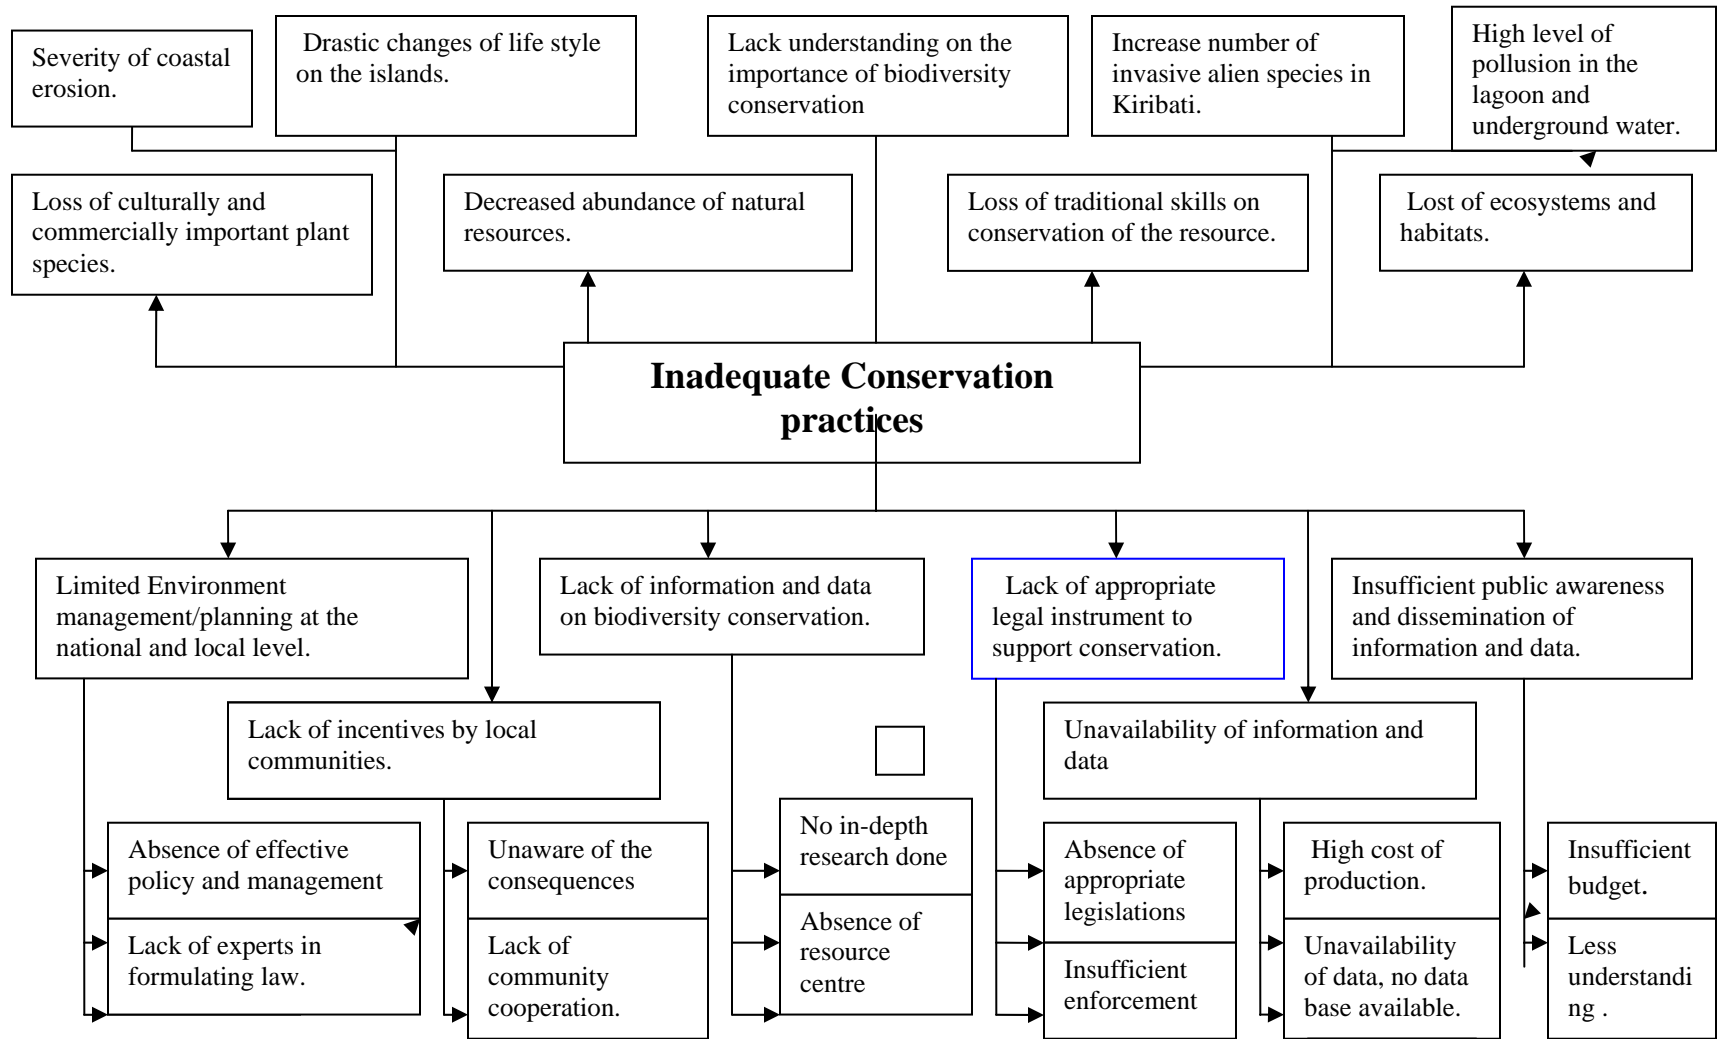 Severity of coastal
erosion.
Drastic changes of life style
on the islands.
Lack understanding on the
importance of biodiversity
conservation
Increase number of
invasive alien species in
Kiribati.
High level of
pollusion in the
lagoon and
underground water.
Loss of culturally and
commercially important plant
species.
Decreased abundance of natural
resources.
Loss of traditional skills on
conservation of the resource.
Lost of ecosystems and
habitats.
Inadequate Conservation
practices
Limited Environment
management/planning at the
national and local level.
Lack of information and data
on biodiversity conservation.
Lack of appropriate
legal instrument to
support conservation.
Insufficient public awareness
and dissemination of
information and data.
Lack of incentives by local
communities.
Unavailability of information and
data
Absence of effective
policy and management
Lack of experts in
formulating law.
Unaware of the
consequences
Lack of
community
cooperation.
No in-depth
research done
Absence of
resource
centre
Absence of
appropriate
legislations
Insufficient
enforcement
High cost of
production.
Unavailability
of data, no data
base available.
Insufficient
budget.
Less
understandi
ng .